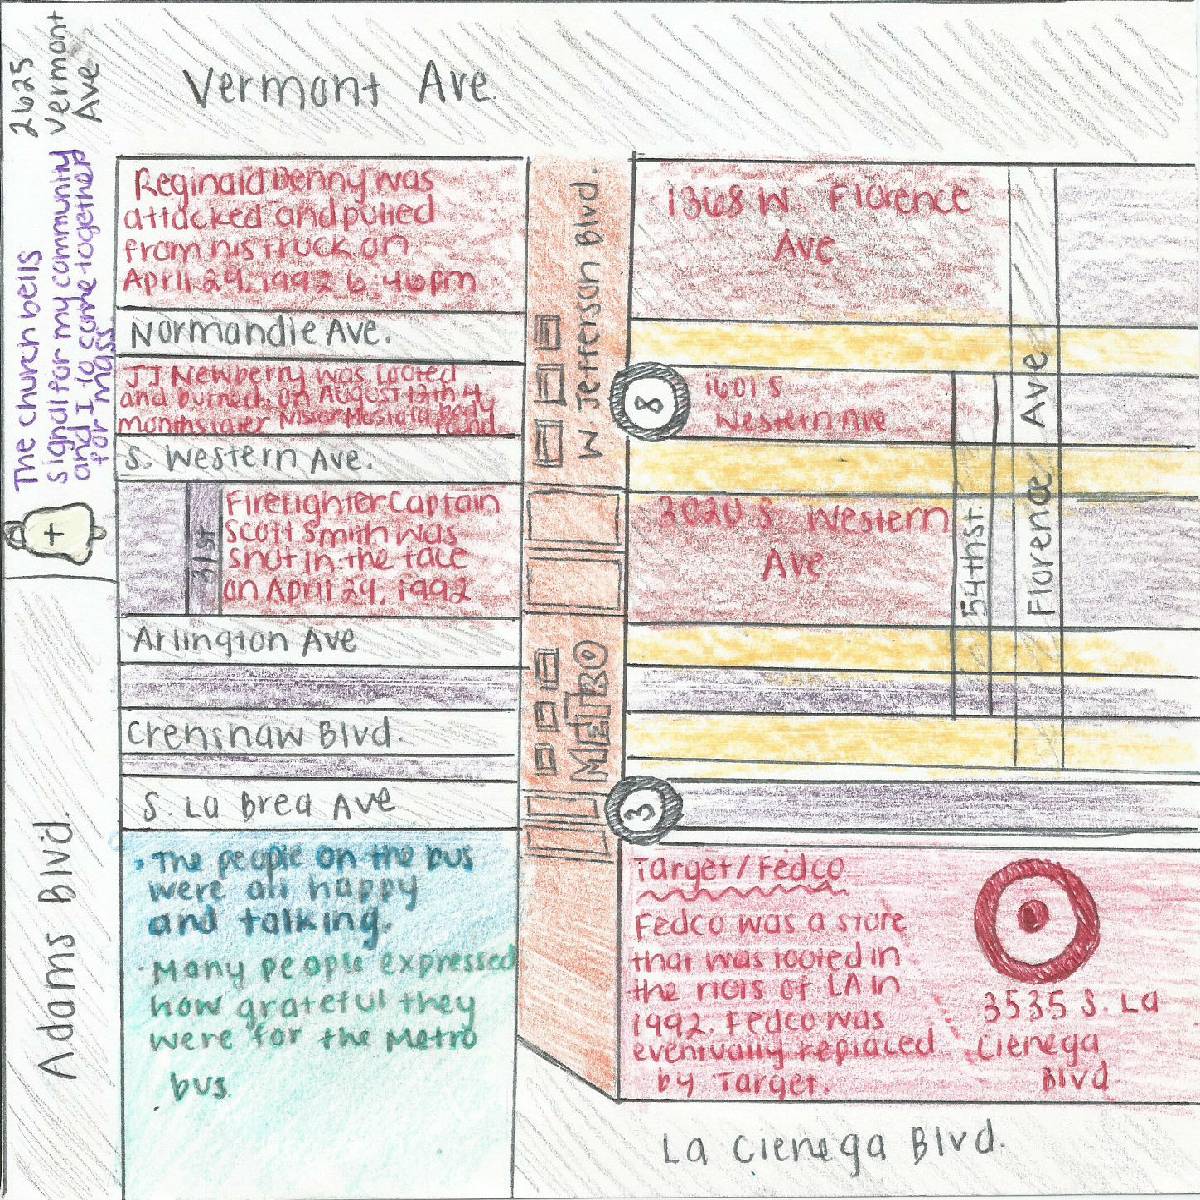 2625
Vermont
Ave
Vermont Ave.
The church bells
signal for my community
and I to come together
for mass
Reginald Denny was
attacked and pulled
from his truck on
April 29, 1992 6:46pm
Normandie Ave.
JJ Newberry was looted
and burned, on August 12th 4
months later Nisar Mustafa body
found
S. Western Ave.
31st
Firefighter Captain
Scott Smith was
shot in the face
on April 29, 1992
Arlington Ave
Crenshaw Blvd.
S. La Brea Ave
Adams Blvd.
• The people on the bus
were all happy
and talking.
• Many people expressed
how grateful they
were for the Metro
bus.
W. Jefferson Blvd.
METRO
8
3
1368 W. Florence
Ave
1601 S
Western Ave
2020 S Western
Ave
54th st.
Florence Ave
Target/Fedco
Fedco was a store
that was looted in
the riots of LA in
1992. Fedco was
eventually replaced
by Target.
3535 S. La
Cienega
Blvd
La Cienega Blvd.